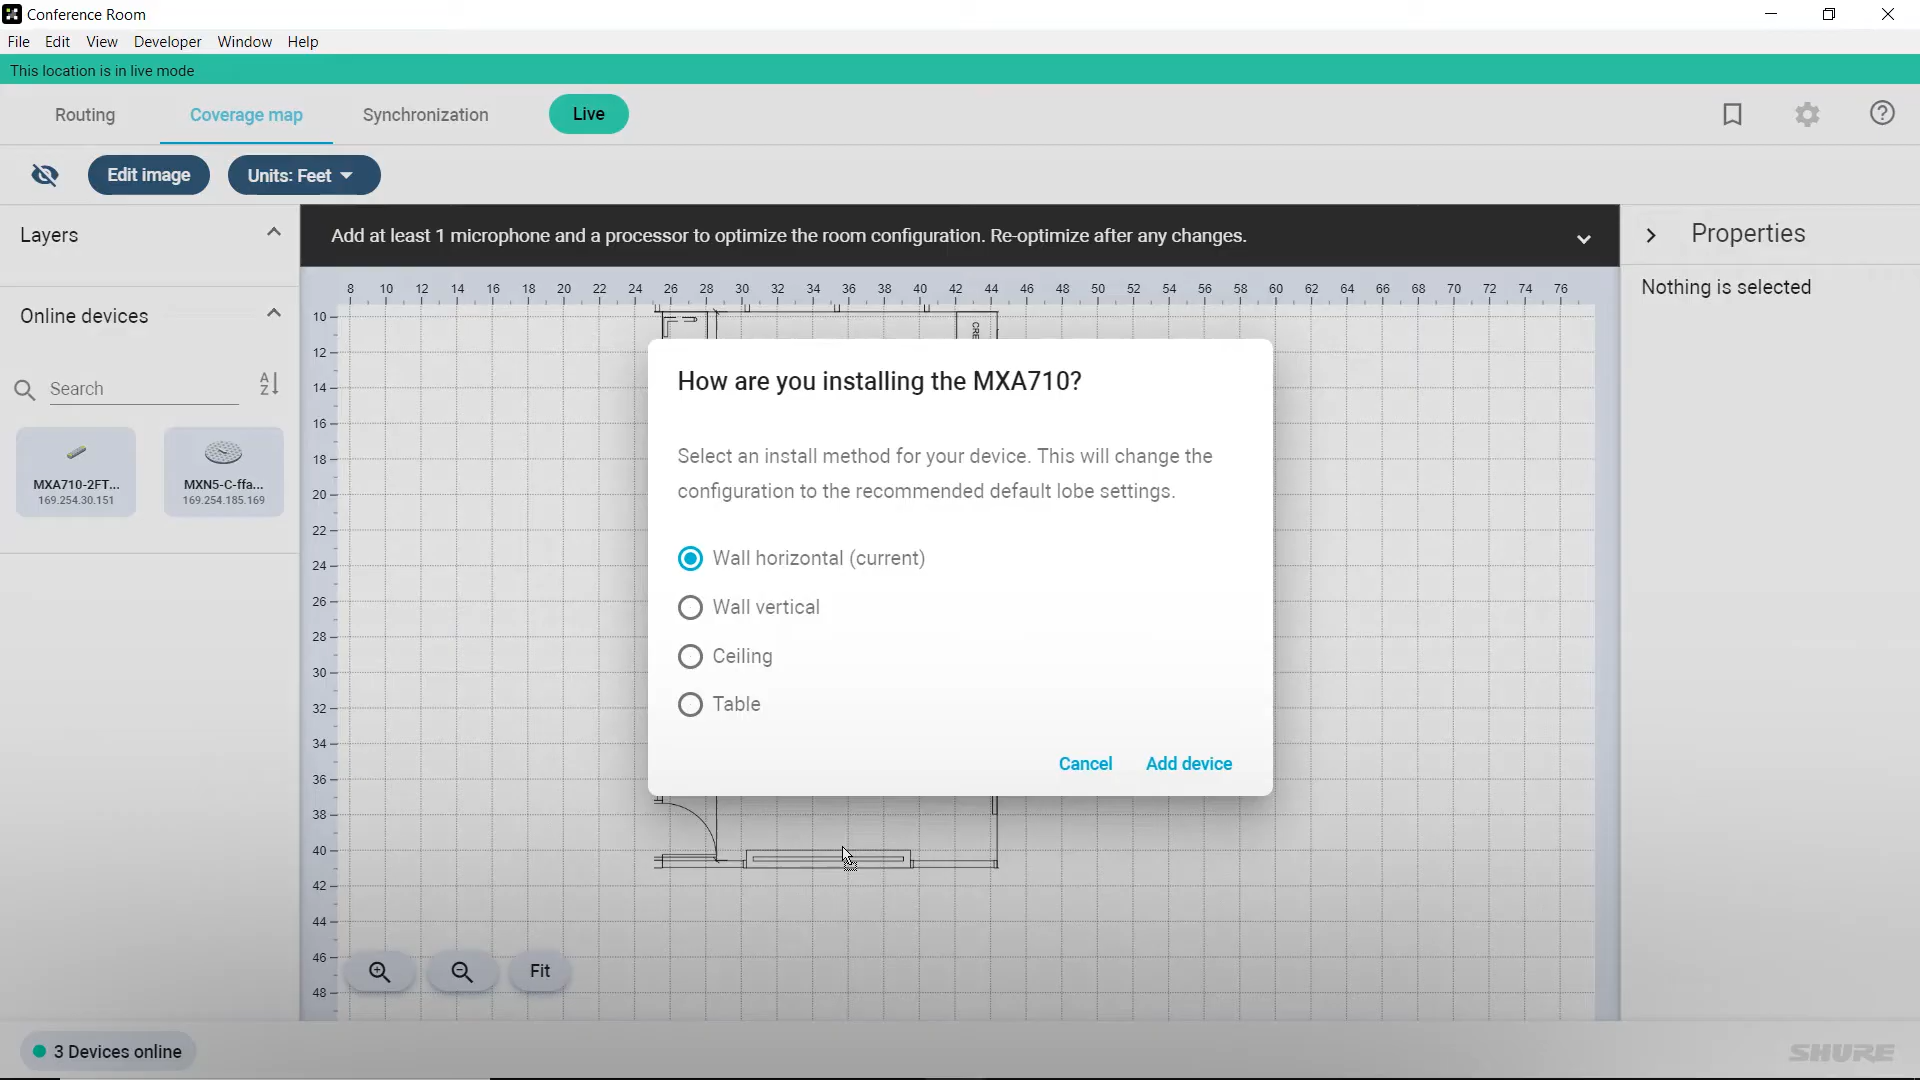 Conference Room
File Edit View Developer Window Help
This location is in live mode
Routing Coverage map Synchronization Live
Edit image Units: Feet
Layers
Add at least 1 microphone and a processor to optimize the room configuration. Re-optimize after any changes.
Properties
Nothing is selected
Online devices
Search
A
Z
MXA710-2FT...
169.254.30.151
MXN5-C-ffa...
169.254.185.169
8 10 12 14 16 18 20 22 24 26 28 30 32 34 36 38 40 42 44 46 48 50 52 54 56 58 60 62 64 66 68 70 72 74 76
10
12
14
16
18
20
22
24
26
28
30
32
34
36
38
40
42
44
46
48
CRE
How are you installing the MXA710?
Select an install method for your device. This will change the
configuration to the recommended default lobe settings.
Wall horizontal (current)
Wall vertical
Ceiling
Table
Cancel Add device
Fit
3 Devices online
SHURE